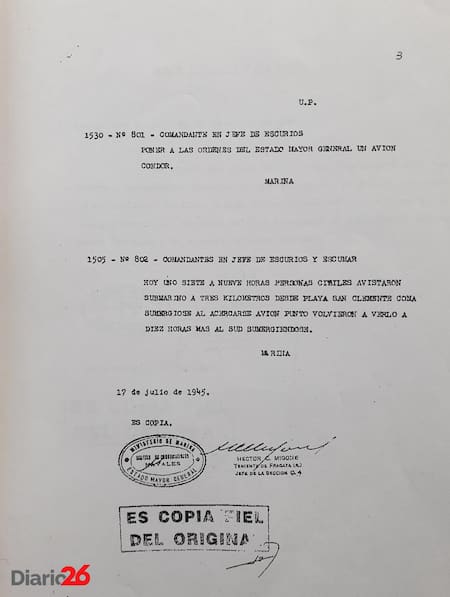 3
U.P.
1530 - Nº 801 - COMANDANTE EN JEFE DE ESCURIOS
PONER A LAS ORDENES DEL ESTADO MAYOR GENERAL UN AVION
CONDOR.
MARINA
1505 - Nº 802 - COMANDANTES EN JEFE DE ESCURIOS Y ESCUMAR
HOY UNO SIETE A NUEVE HORAS PERSONAS CIVILES AVISTARON
SUBMARINO A TRES KILOMETROS DESDE PLAYA SAN CLEMENTE COMA
SUMERGIOSE AL ACERCARSE AVION PUNTO VOLVIERON A VERLO A
DIEZ HORAS MAS AL SUD SUMERGIENDOSE.
MARINA
17 de julio de 1945.
ES COPIA.
MINISTERIO DE MARINA
NAVALES
ESTADO MAYOR GENERAL
HECTOR C.
TENIENTE DE FRAGATA
JEFE DE LA SECCION C. 4
ES COPIA FIEL
DEL ORIGINAL
Diario26